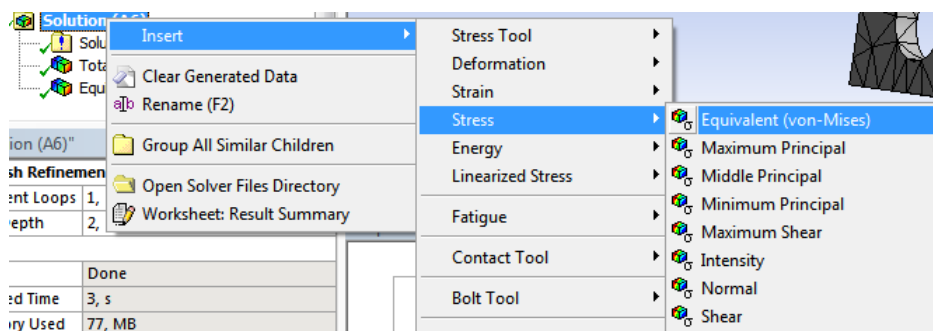 Solution (A6)
Insert
Stress Tool
Solu
Deformation
Tota
Clear Generated Data
Strain
Equi
Rename (F2)
Stress
Equivalent (von-Mises)
ion (A6)"
Group All Similar Children
Energy
Maximum Principal
sh Refinemen
Linearized Stress
Middle Principal
ent Loops 1,
Open Solver Files Directory
Minimum Principal
epth 2,
Worksheet: Result Summary
Fatigue
Maximum Shear
Contact Tool
Intensity
Done
Normal
ed Time 3, s
Bolt Tool
Shear
ory Used 77, MB